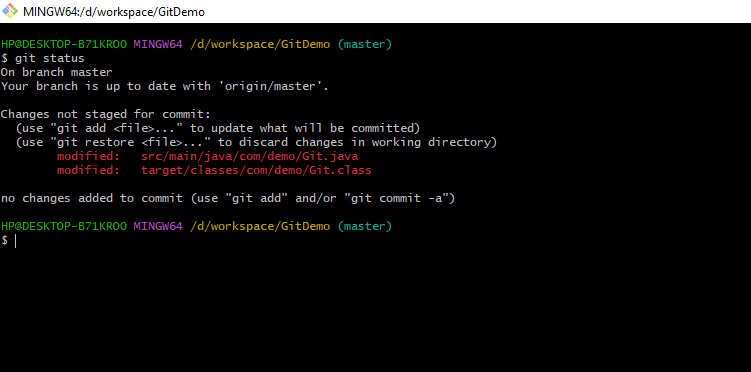 MINGW64:/d/workspace/GitDemo
HP@DESKTOP-B71KROO MINGW64 /d/workspace/GitDemo (master)
$ git status
On branch master
Your branch is up to date with 'origin/master'.
Changes not staged for commit:
  (use "git add <file>..." to update what will be committed)
  (use "git restore <file>..." to discard changes in working directory)
        modified:   src/main/java/com/demo/Git.java
        modified:   target/classes/com/demo/Git.class
no changes added to commit (use "git add" and/or "git commit -a")
HP@DESKTOP-B71KROO MINGW64 /d/workspace/GitDemo (master)
$